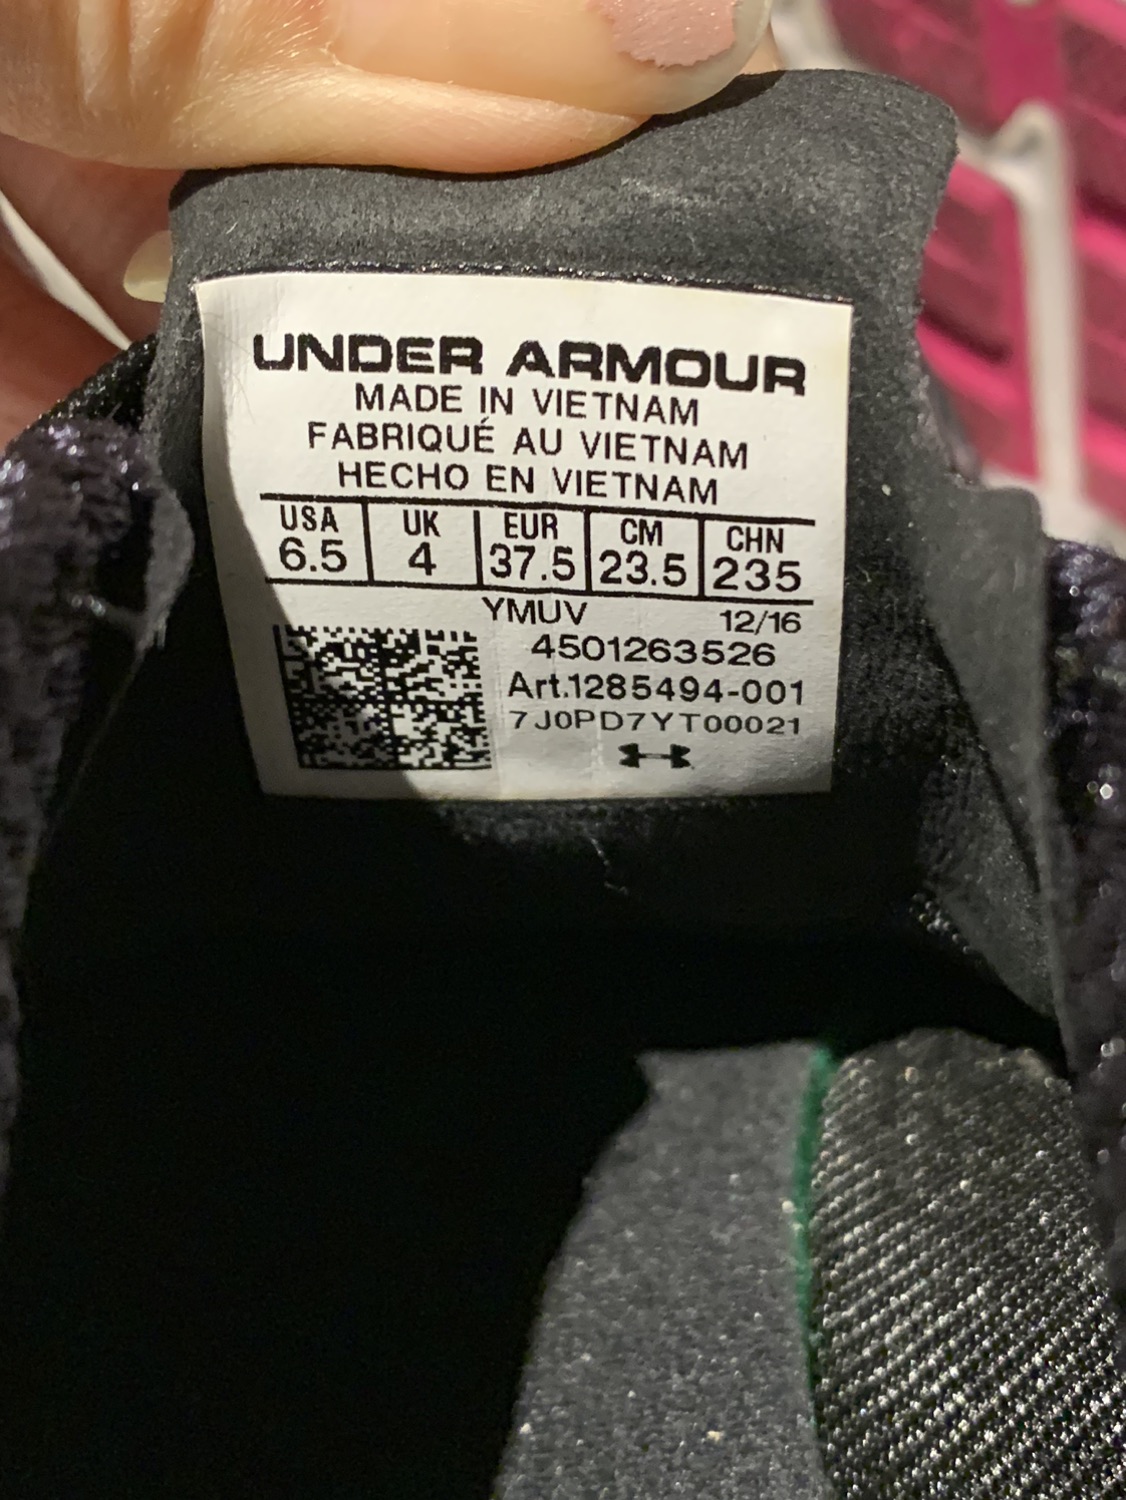 UNDER ARMOUR
MADE IN VIETNAM
FABRIQUÉ AU VIETNAM
HECHO EN VIETNAM
USA UK EUR CM CHN
6.5 4 37.5 23.5 235
YMUV 12/16
4501263526
Art.1285494-001
7J0PD7YT00021